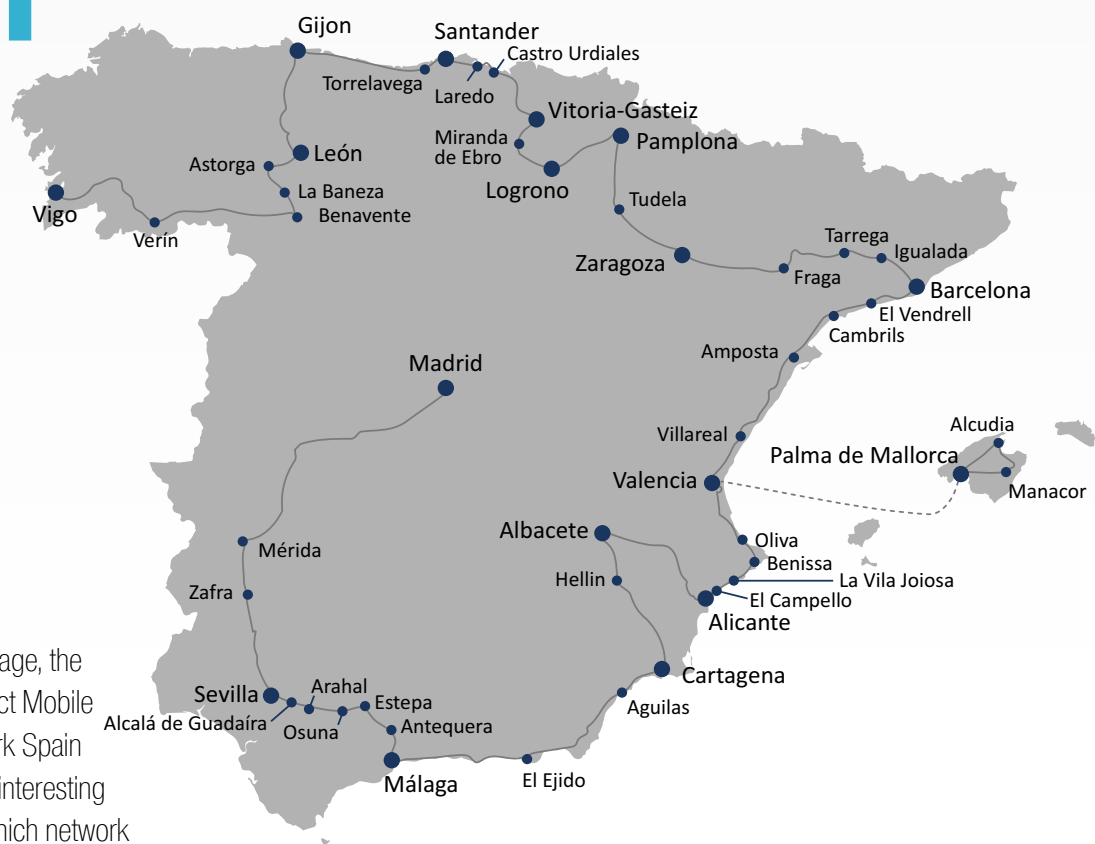 Gijon
Santander
Castro Urdiales
Torrelavega
Laredo
Vitoria-Gasteiz
Miranda
de Ebro
Pamplona
Logrono
León
Astorga
La Baneza
Benavente
Vigo
Verín
Tudela
Zaragoza
Tarrega
Igualada
Fraga
Barcelona
El Vendrell
Cambrils
Amposta
Madrid
Villareal
Valencia
Alcudia
Palma de Mallorca
Manacor
Albacete
Oliva
Benissa
Hellin
La Vila Joiosa
El Campello
Alicante
Mérida
Zafra
Cartagena
Aguilas
Sevilla
Arahal
Estepa
Alcalá de Guadaíra
Osuna
Antequera
Málaga
El Ejido
age, the
ct Mobile
rk Spain
interesting
hich network